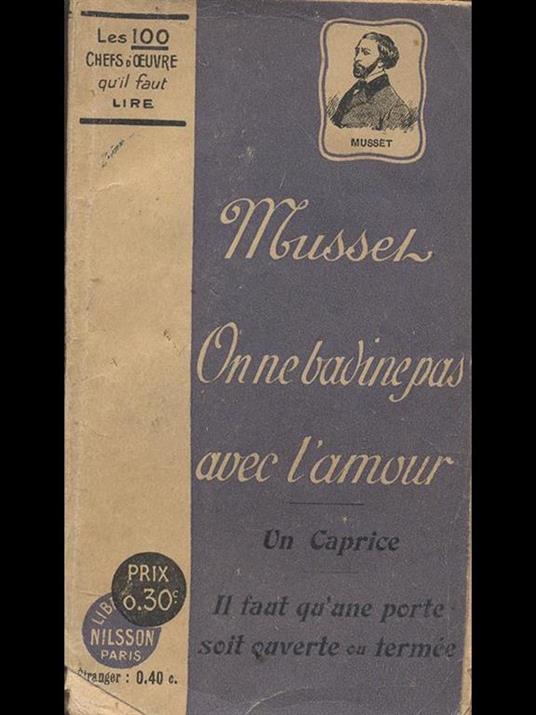 Les 100
CHEFS D'ŒUVRE
qu'il faut
LIRE
MUSSET
Musset
On ne badine pas
avec l'amour
Un Caprice
Il faut qu'une porte
soit ouverte ou fermée
PRIX
0.30c.
NILSSON
PARIS
Étranger : 0.40 c.